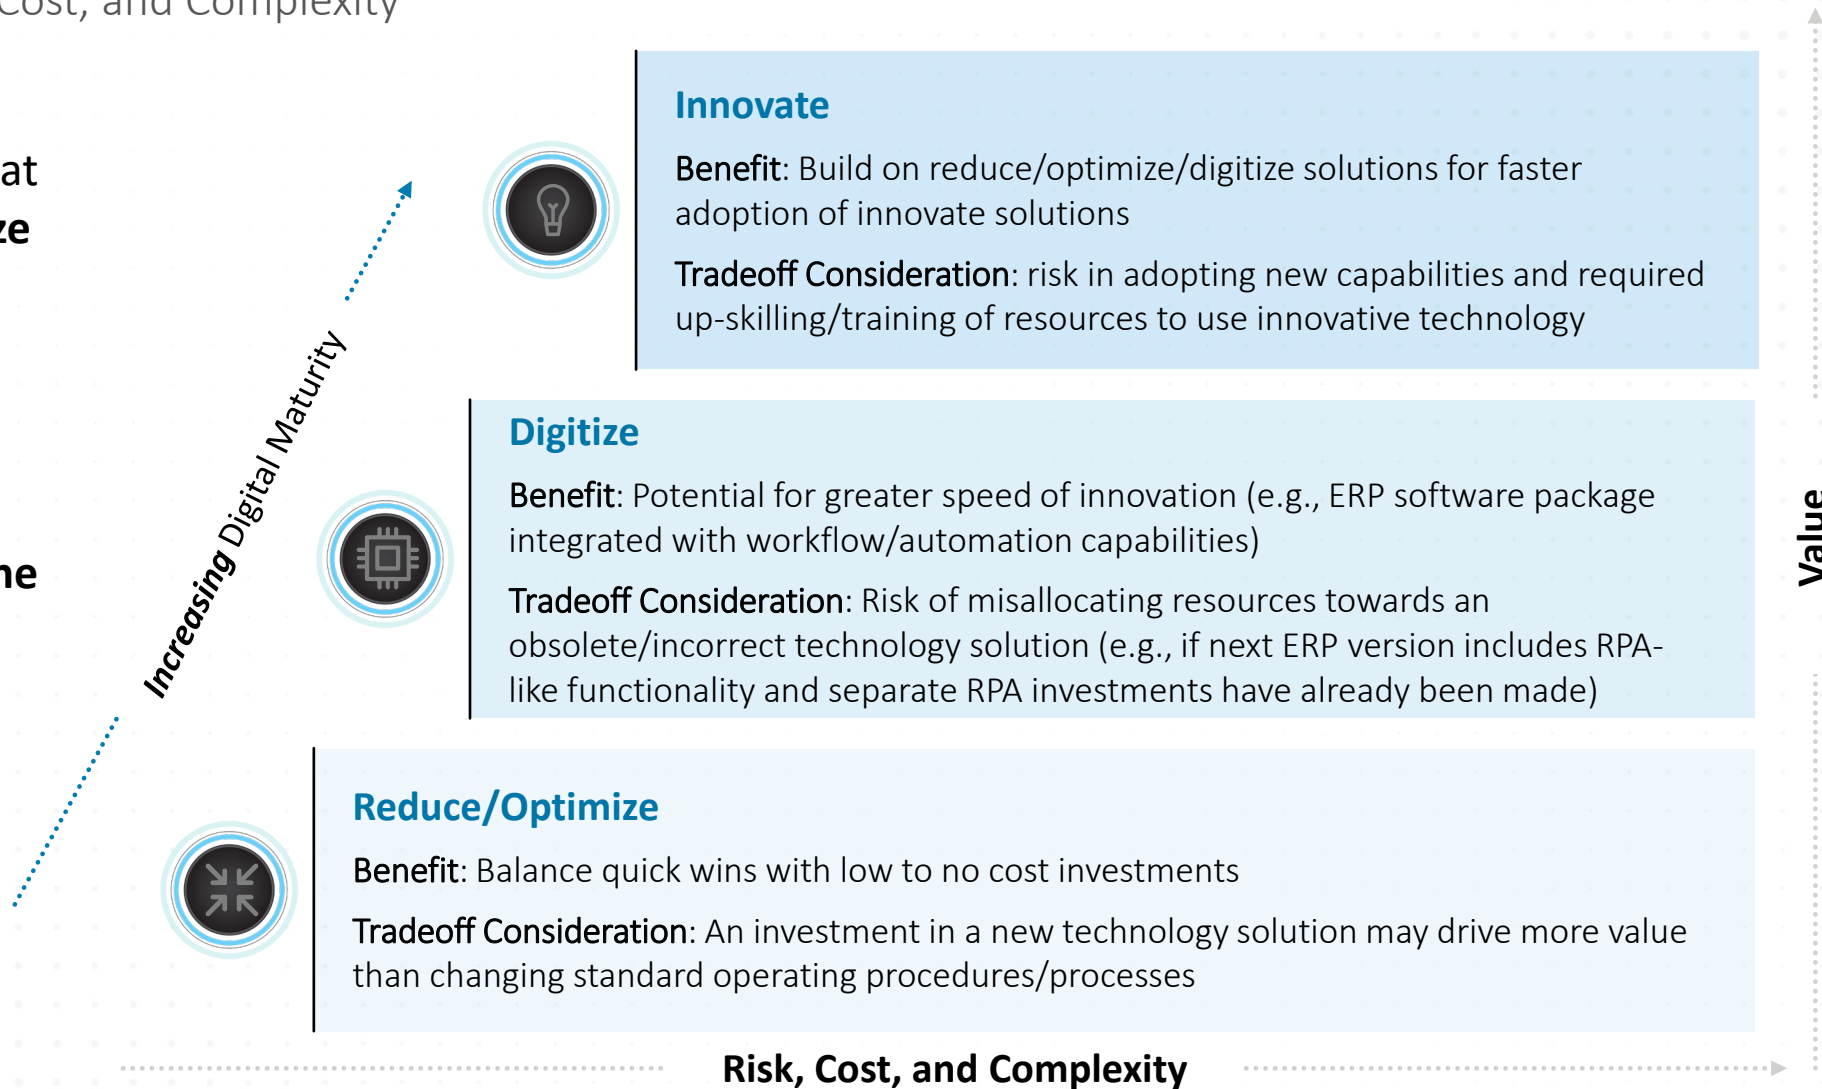 Cost, and Complexity
Innovate
Benefit: Build on reduce/optimize/digitize solutions for faster
adoption of innovate solutions
Tradeoff Consideration: risk in adopting new capabilities and required
up-skilling/training of resources to use innovative technology
at
ze
Increasing Digital Maturity
Digitize
Benefit: Potential for greater speed of innovation (e.g., ERP software package
integrated with workflow/automation capabilities)
Tradeoff Consideration: Risk of misallocating resources towards an
obsolete/incorrect technology solution (e.g., if next ERP version includes RPA-
like functionality and separate RPA investments have already been made)
ne
Value
Reduce/Optimize
Benefit: Balance quick wins with low to no cost investments
Tradeoff Consideration: An investment in a new technology solution may drive more value
than changing standard operating procedures/processes
Risk, Cost, and Complexity